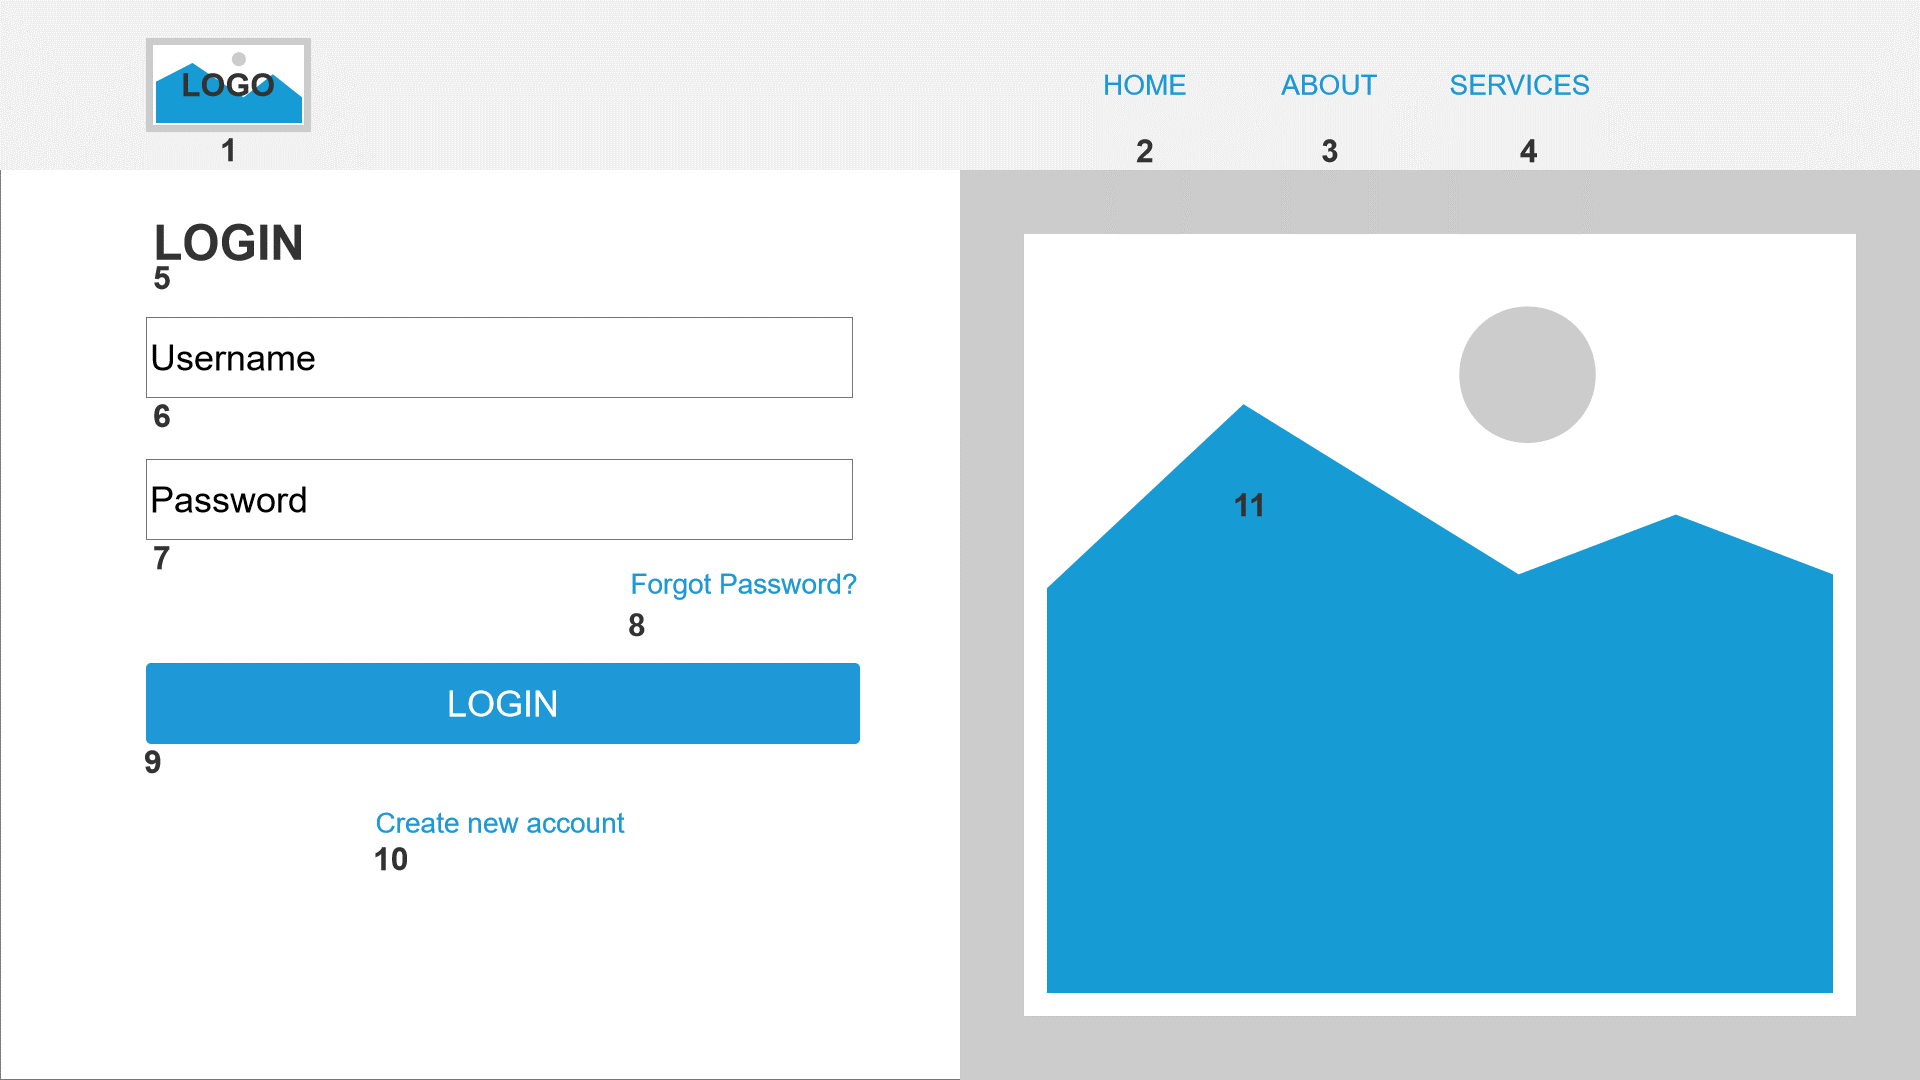 LOGO
HOME ABOUT SERVICES
1
2 3 4
LOGIN
5
Username
6
Password
7
Forgot Password?
8
LOGIN
9
Create new account
10
11